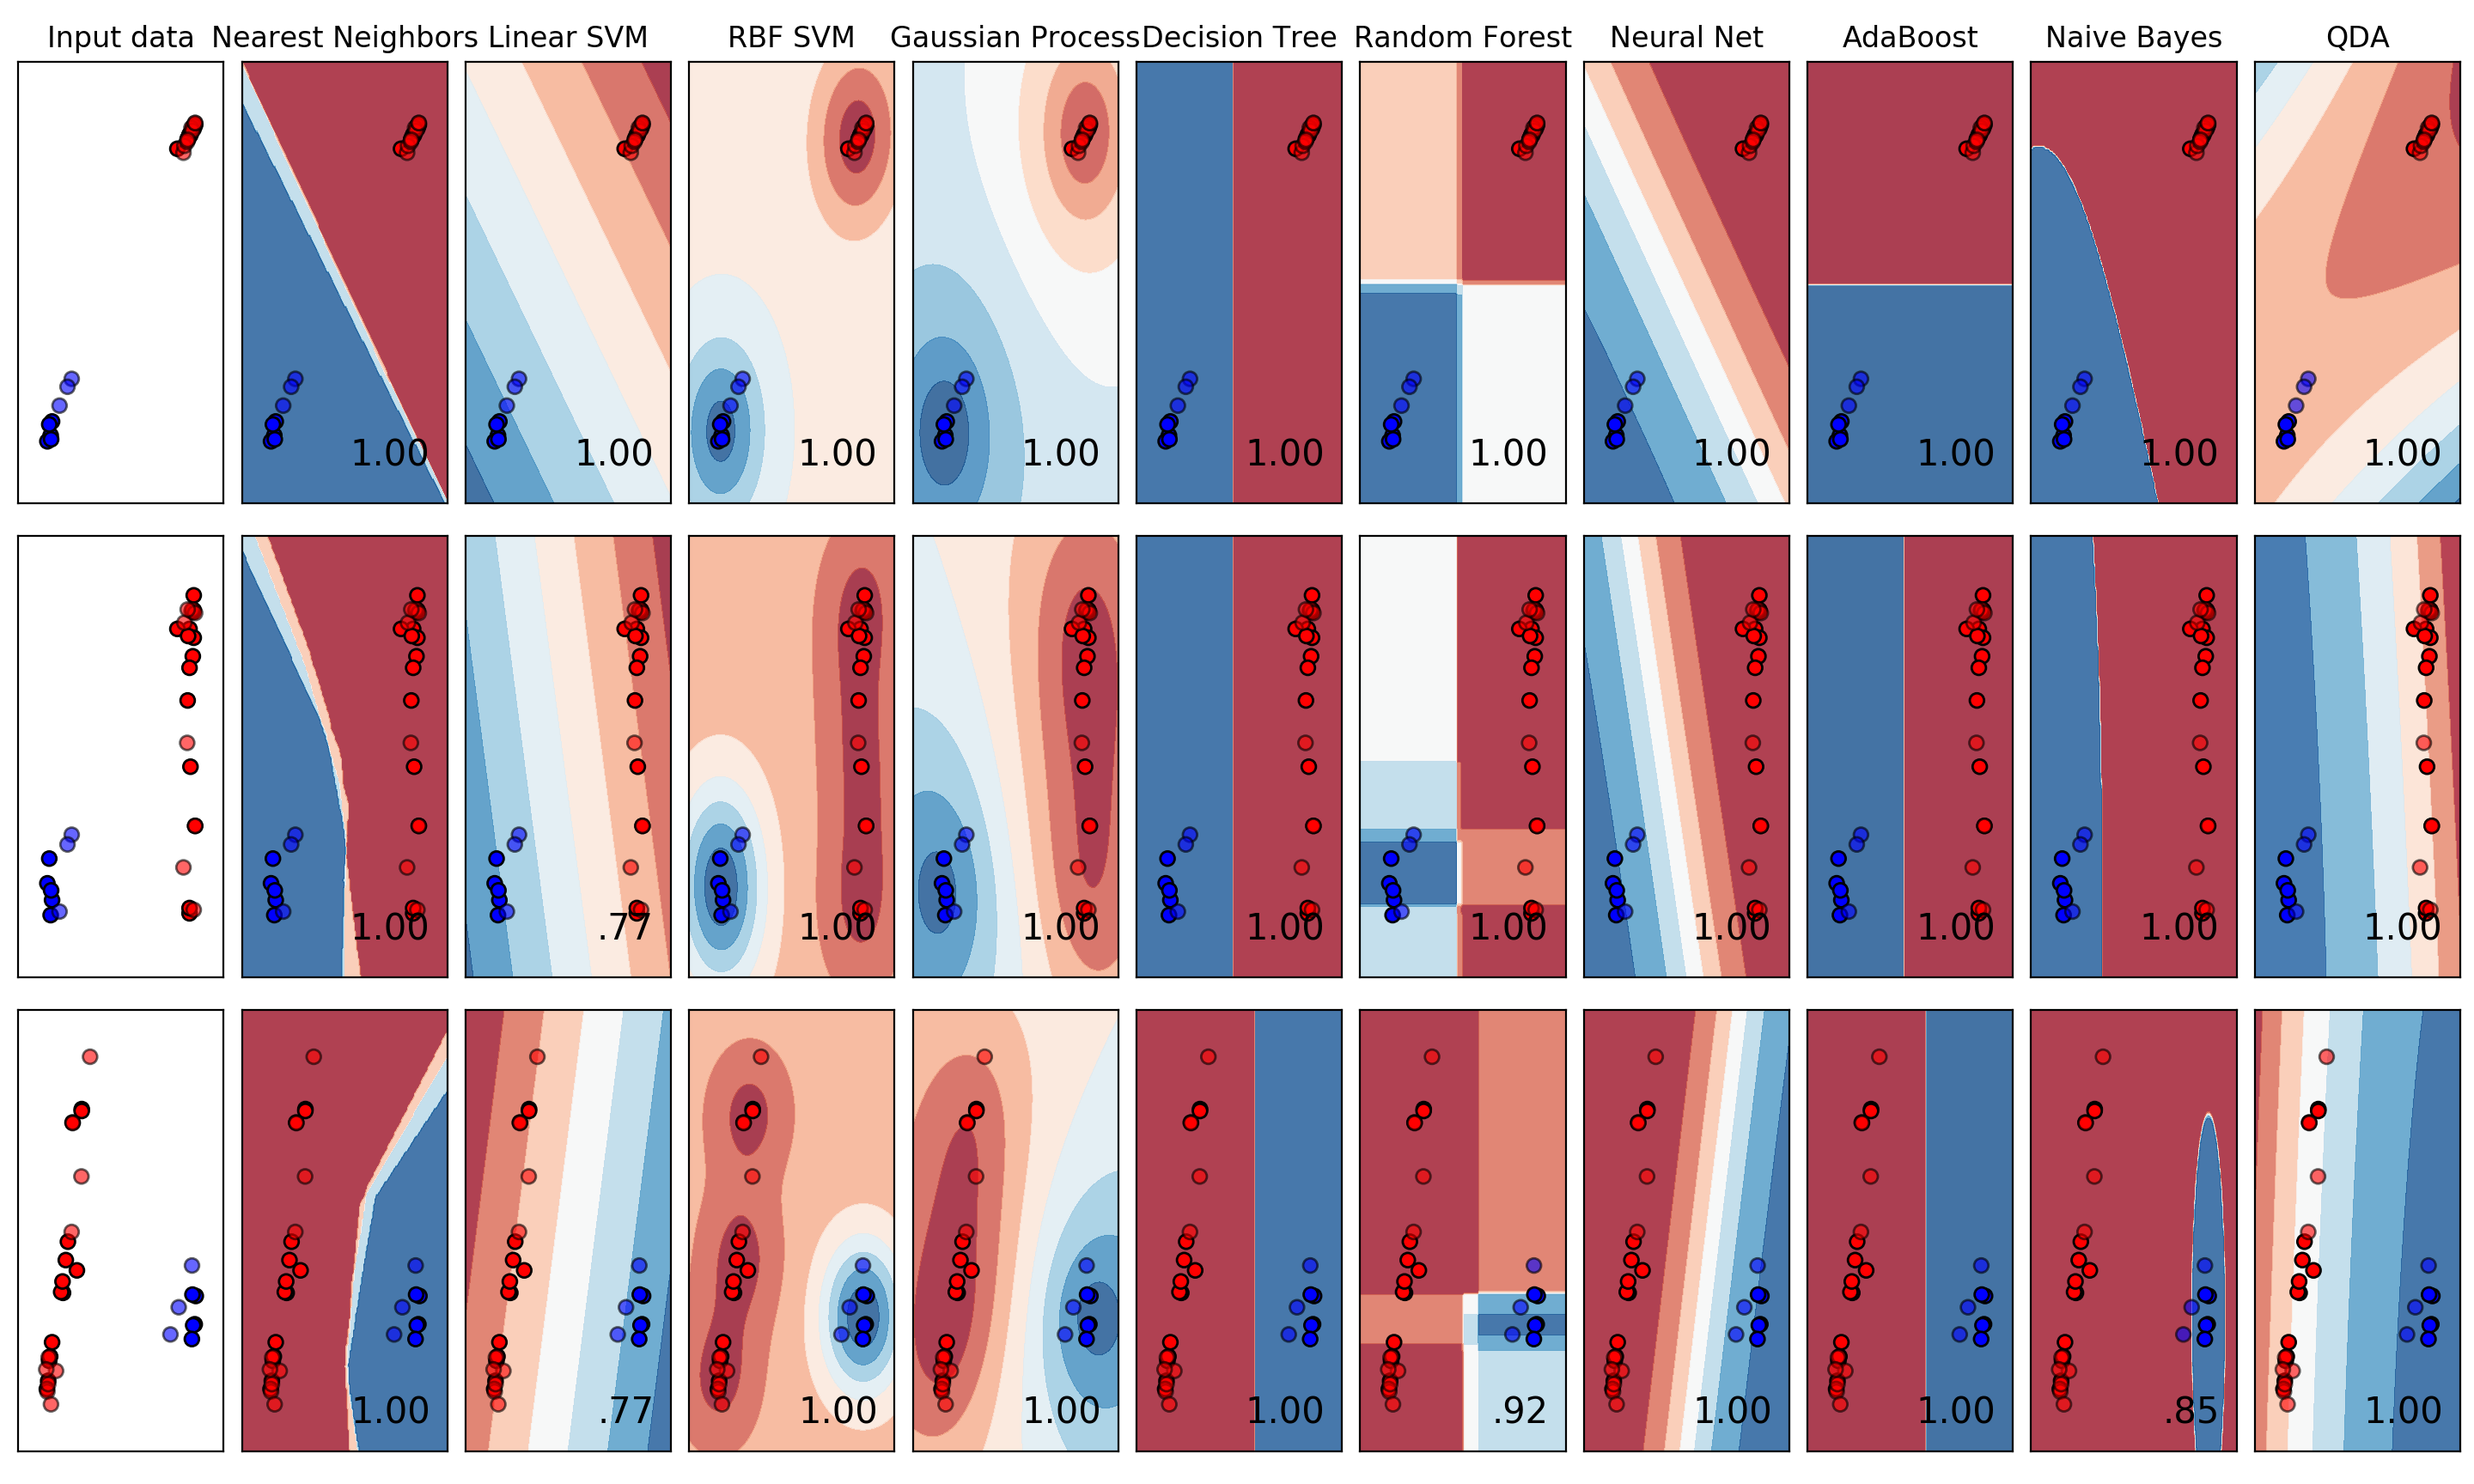 Input data Nearest Neighbors Linear SVM RBF SVM Gaussian Process Decision Tree Random Forest Neural Net AdaBoost Naive Bayes QDA
1.00 1.00 1.00 1.00 1.00 1.00 1.00 1.00 1.00 1.00
1.00 .77 1.00 1.00 1.00 1.00 1.00 1.00 1.00 1.00
1.00 .77 1.00 1.00 1.00 .92 1.00 1.00 .85 1.00